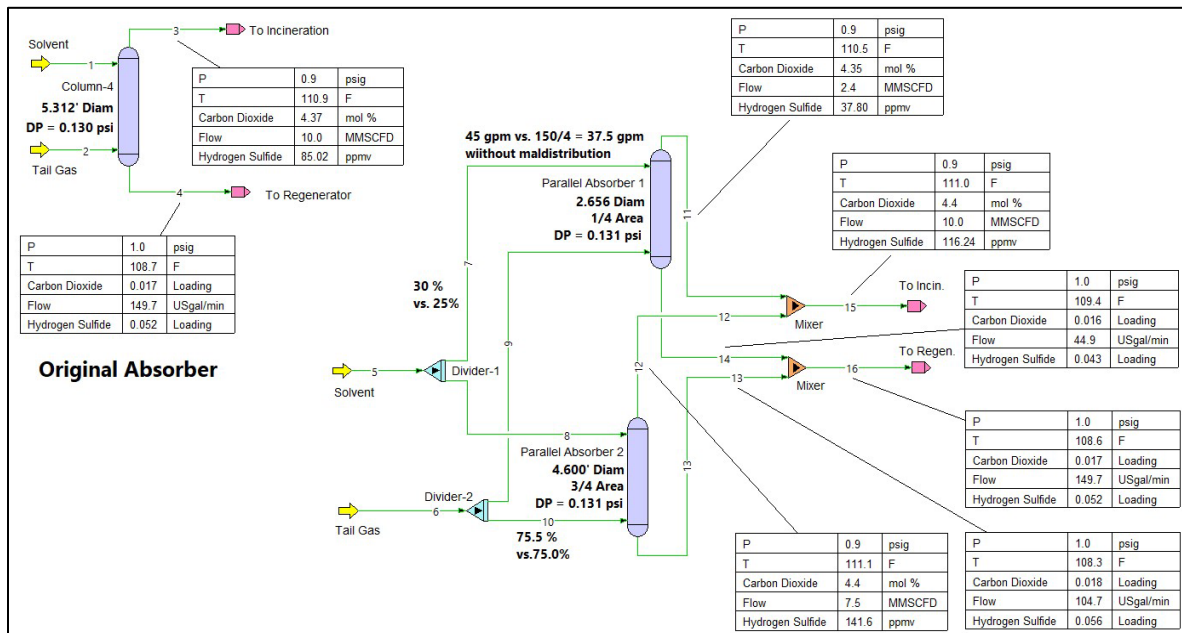 3
To Incineration
Solvent
1
Column-4
5.312' Diam
DP = 0.130 psi
2
Tail Gas
P 0.9 psig
T 110.9 F
Carbon Dioxide 4.37 mol %
Flow 10.0 MMSCFD
Hydrogen Sulfide 85.02 ppmv
4
To Regenerator
P 1.0 psig
T 108.7 F
Carbon Dioxide 0.017 Loading
Flow 149.7 USgal/min
Hydrogen Sulfide 0.052 Loading
Original Absorber
P 0.9 psig
T 110.5 F
Carbon Dioxide 4.35 mol %
Flow 2.4 MMSCFD
Hydrogen Sulfide 37.80 ppmv
45 gpm vs. 150/4 = 37.5 gpm
wiithout maldistribution
Parallel Absorber 1
2.656 Diam
1/4 Area
DP = 0.131 psi
11
7
30 %
vs. 25%
9
P 0.9 psig
T 111.0 F
Carbon Dioxide 4.4 mol %
Flow 10.0 MMSCFD
Hydrogen Sulfide 116.24 ppmv
To Incin.
15
Mixer
12
P 1.0 psig
T 109.4 F
Carbon Dioxide 0.016 Loading
Flow 44.9 USgal/min
Hydrogen Sulfide 0.043 Loading
14
To Regen.
16
Mixer
13
12
5
Divider-1
Solvent
8
Parallel Absorber 2
4.600' Diam
3/4 Area
DP = 0.131 psi
13
Divider-2
6
Tail Gas
10
75.5 %
vs.75.0%
P 1.0 psig
T 108.6 F
Carbon Dioxide 0.017 Loading
Flow 149.7 USgal/min
Hydrogen Sulfide 0.052 Loading
P 0.9 psig
T 111.1 F
Carbon Dioxide 4.4 mol %
Flow 7.5 MMSCFD
Hydrogen Sulfide 141.6 ppmv
P 1.0 psig
T 108.3 F
Carbon Dioxide 0.018 Loading
Flow 104.7 USgal/min
Hydrogen Sulfide 0.056 Loading